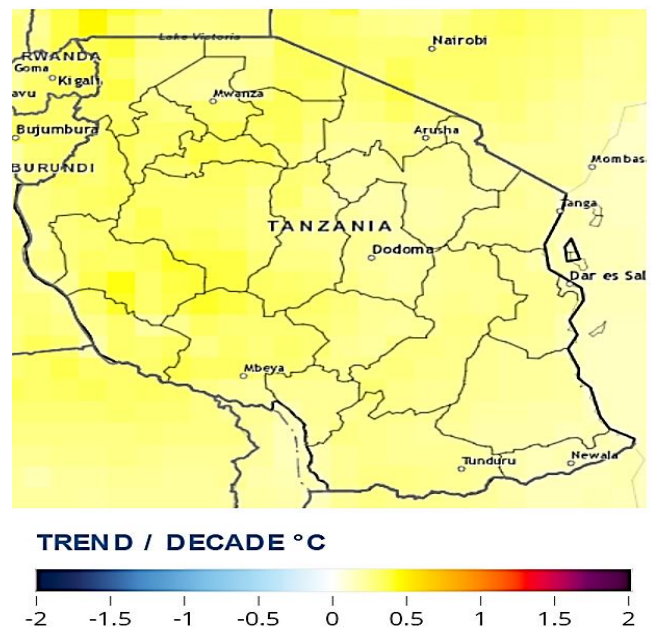 Nairobi
Lake Victoria
RWANDA
Goma
Kigali
avu
Mwanza
Bujumbura
Arusha
Mombas
BURUNDI
Tanga
TANZANIA
Dodoma
Dar es Sal
Mbeya
Tunduru
Newala
TREND / DECADE °C
-2 -1.5 -1 -0.5 0 0.5 1 1.5 2